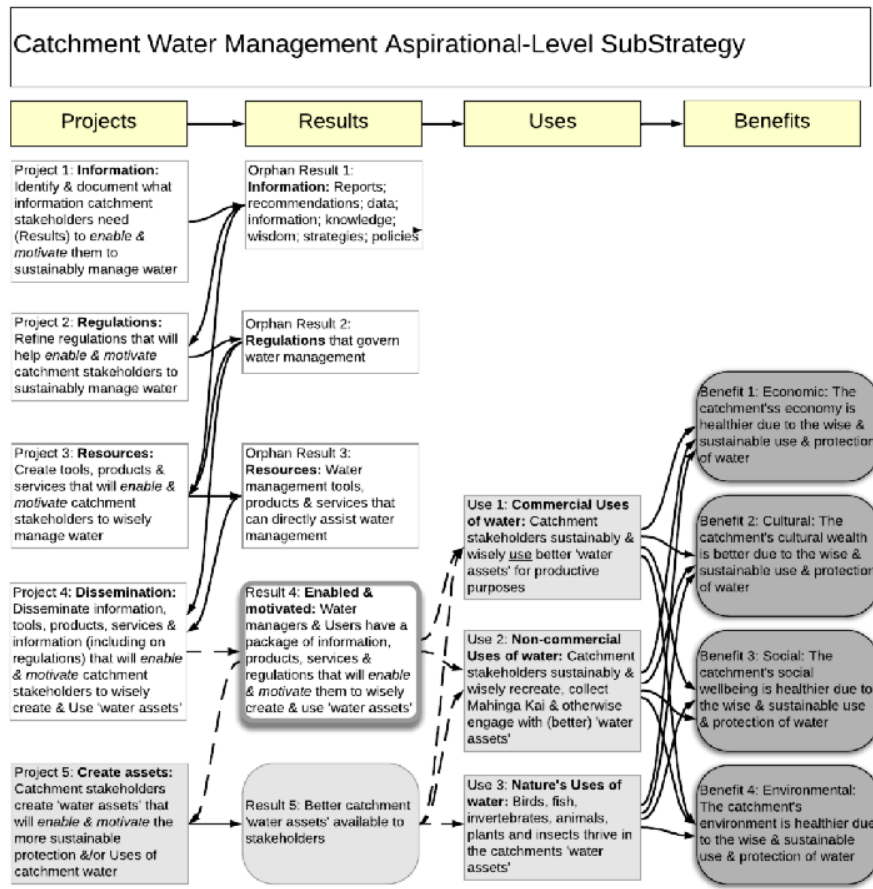 Catchment Water Management Aspirational-Level SubStrategy
Projects
Results
Uses
Benefits
Project 1: Information:
Identify & document what
information catchment
stakeholders need
(Results) to enable &
motivate them to
sustainably manage water
Orphan Result 1:
Information: Reports;
recommendations; data;
information; knowledge;
wisdom; strategies; policies
Project 2: Regulations:
Refine regulations that will
help enable & motivate
catchment stakeholders to
sustainably manage water
Orphan Result 2:
Regulations that govern
water management
Project 3: Resources:
Create tools, products &
services that will enable &
motivate catchment
stakeholders to wisely
manage water
Orphan Result 3:
Resources: Water
management tools,
products & services that
can directly assist water
management
Project 4: Dissemination:
Disseminate information,
tools, products, services &
information (including on
regulations) that will enable
& motivate catchment
stakeholders to wisely
create & Use 'water assets'
Result 4: Enabled &
motivated: Water
managers & Users have a
package of information,
products, services &
regulations that will enable
& motivate them to wisely
create & use 'water assets'
Project 5: Create assets:
Catchment stakeholders
create 'water assets' that
will enable & motivate the
more sustainable
protection &/or Uses of
catchment water
Result 5: Better catchment
'water assets' available to
stakeholders
Use 1: Commercial Uses
of water: Catchment
stakeholders sustainably &
wisely use better 'water
assets' for productive
purposes
Use 2: Non-commercial
Uses of water: Catchment
stakeholders sustainably &
wisely recreate, collect
Mahinga Kai & otherwise
engage with (better) 'water
assets'
Use 3: Nature's Uses of
water: Birds, fish,
invertebrates, animals,
plants and insects thrive in
the catchments 'water
assets'
Benefit 1: Economic: The
catchment'ss economy is
healthier due to the wise &
sustainable use & protection
of water
Benefit 2: Cultural: The
catchment's cultural wealth
is better due to the wise &
sustainable use & protection
of water
Benefit 3: Social: The
catchment's social
wellbeing is healthier due to
the wise & sustainable use
& protection of water
Benefit 4: Environmental:
The catchment's
environment is healthier due
to the wise & sustainable
use & protection of water